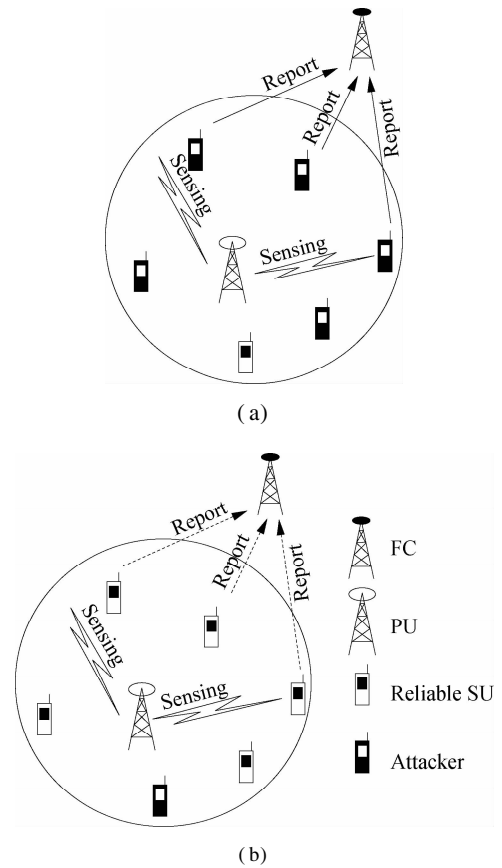 Report
Report
Report
Sensing
Sensing
(a)
Report
Report
Report
Sensing
Sensing
FC
PU
Reliable SU
Attacker
(b)